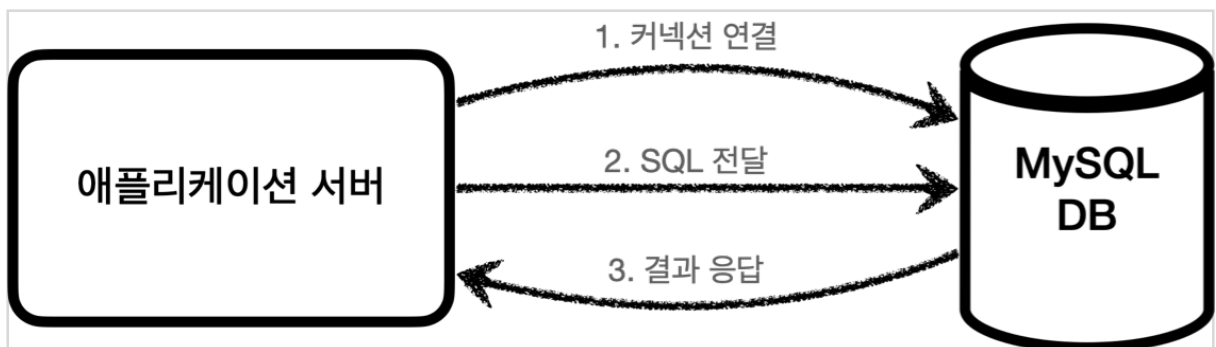 1. 커넥션 연결
애플리케이션 서버
2. SQL 전달
MySQL
DB
3. 결과 응답